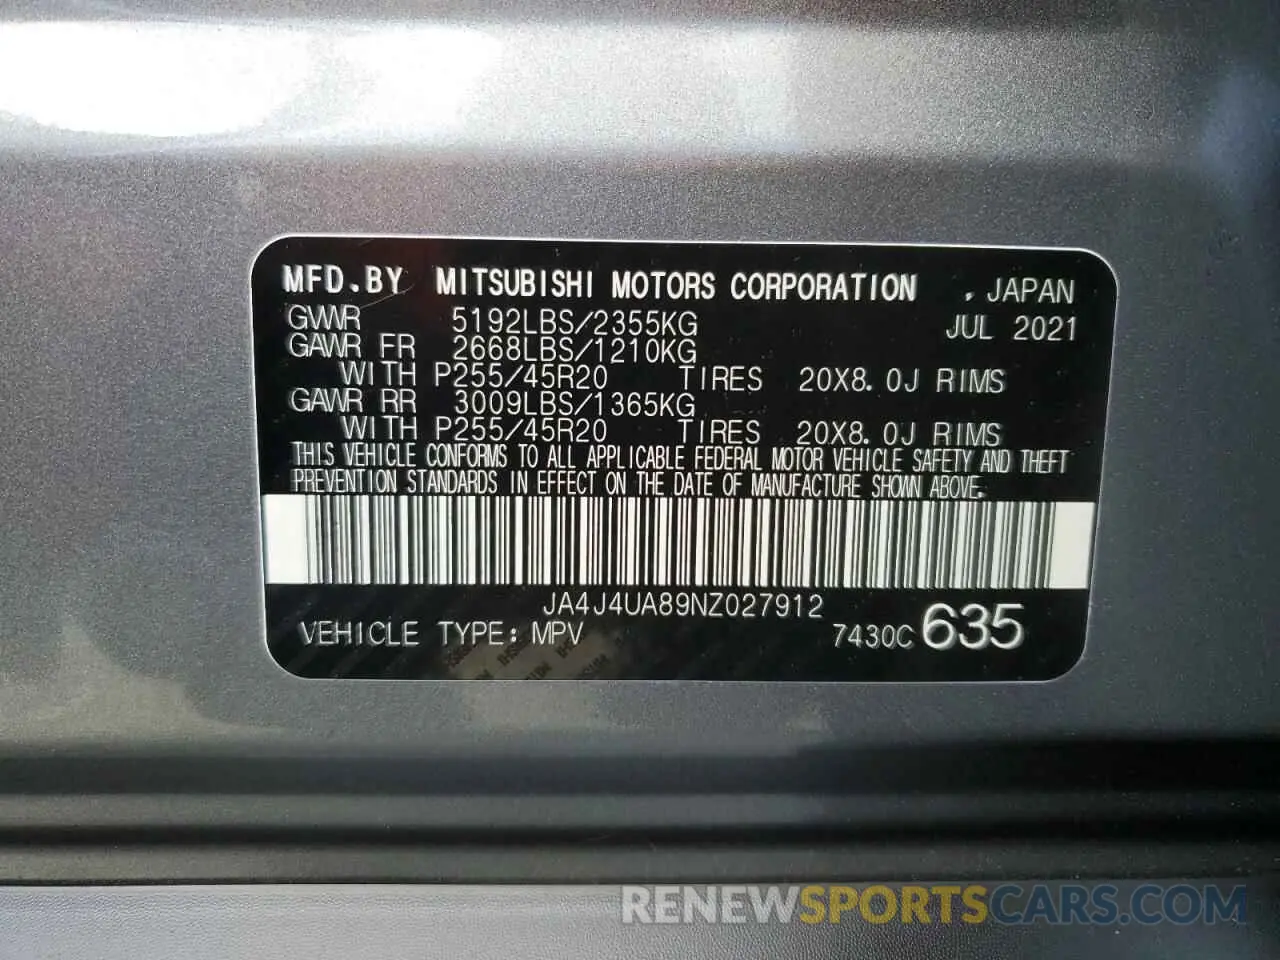 MFD.BY MITSUBISHI MOTORS CORPORATION , JAPAN
GVWR 5192LBS/2355KG JUL 2021
GAWR FR 2668LBS/1210KG
WITH P255/45R20 TIRES 20X8.0J RIMS
GAWR RR 3009LBS/1365KG
WITH P255/45R20 TIRES 20X8.0J RIMS
THIS VEHICLE CONFORMS TO ALL APPLICABLE FEDERAL MOTOR VEHICLE SAFETY AND THEFT
PREVENTION STANDARDS IN EFFECT ON THE DATE OF MANUFACTURE SHOWN ABOVE.
JA4J4UA89NZ027912
VEHICLE TYPE: MPV 7430C 635
RENEWSPORTSCARS.COM